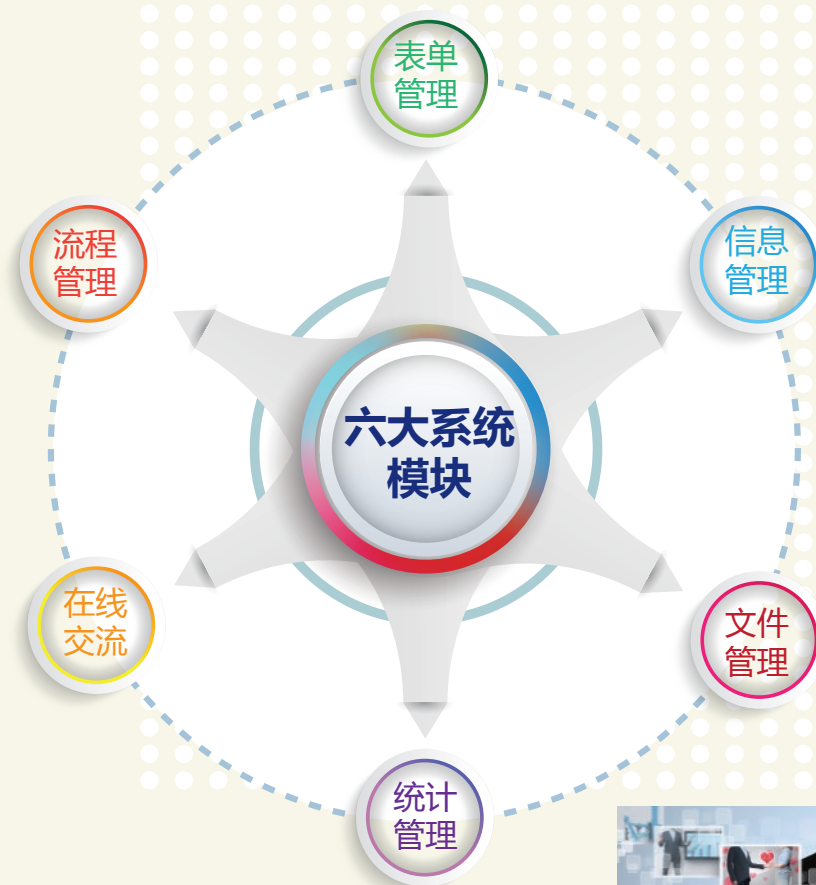 表单
管理
流程
管理
信息
管理
六大系统
模块
在线
交流
文件
管理
统计
管理